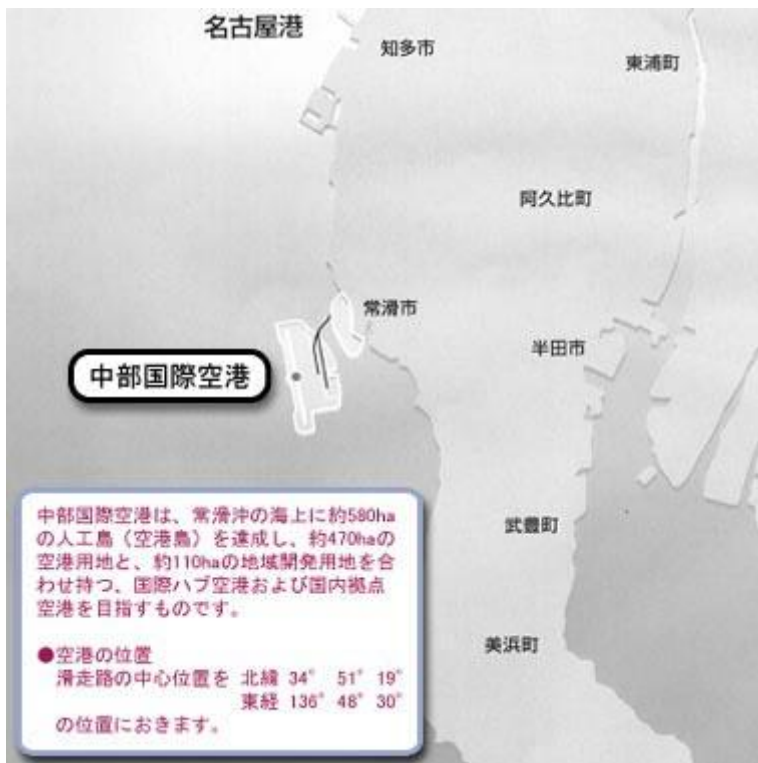 名古屋港
知多市
東浦町
阿久比町
常滑市
半田市
中部国際空港
武豊町
美浜町
中部国際空港は、常滑沖の海上に約580ha
の人工島（空港島）を達成し、約470haの
空港用地と、約110haの地域開発用地を合
わせ持つ、国際ハブ空港および国内拠点
空港を目指すものです。
●空港の位置
滑走路の中心位置を 北緯 34° 51° 19°
東経 136° 48° 30°
の位置におきます。